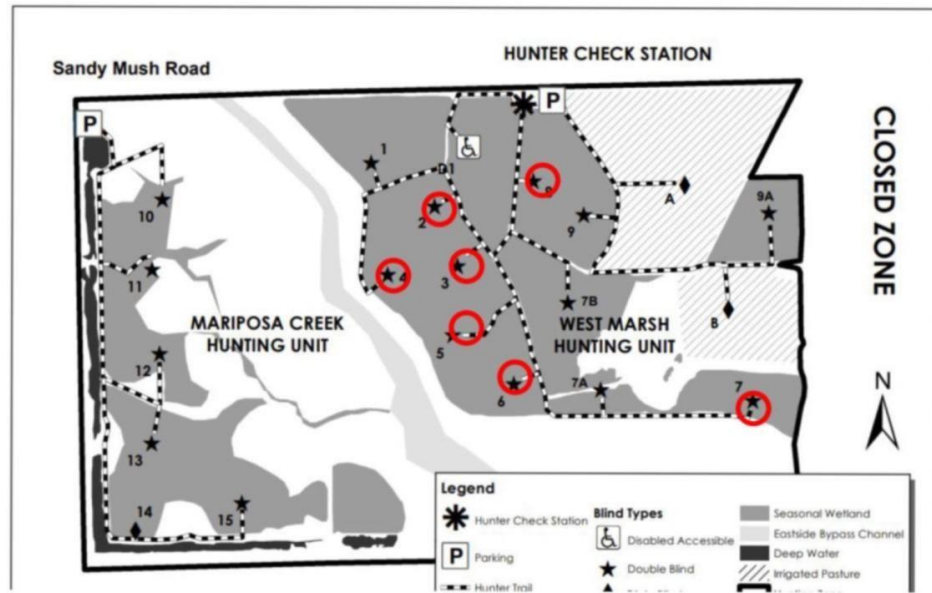 HUNTER CHECK STATION
Sandy Mush Road
P
P
1
D1
2
3
4
5
6
7
7A
7B
9
9A
A
B
10
11
12
13
14
15
MARIPOSA CREEK
HUNTING UNIT
WEST MARSH
HUNTING UNIT
CLOSED ZONE
N
Legend
Hunter Check Station
P Parking
Hunter Trail
Blind Types
Disabled Accessible
Double Blind
Seasonal Wetland
Eastside Bypass Channel
Deep Water
Irrigated Pasture